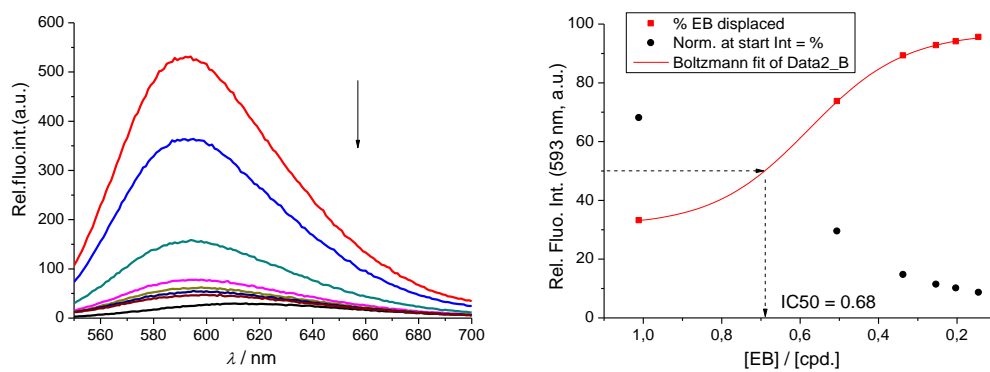 600
500
400
300
200
100
0
560 580 600 620 640 660 680 700
λ / nm
Rel.fluo.int.(a.u.)
100
80
60
40
20
0
1,0 0,8 0,6 0,4 0,2
[EB] / [cpd.]
Rel. Fluo. Int. (593 nm, a.u.)
% EB displaced
Norm. at start Int = %
Boltzmann fit of Data2_B
IC50 = 0.68